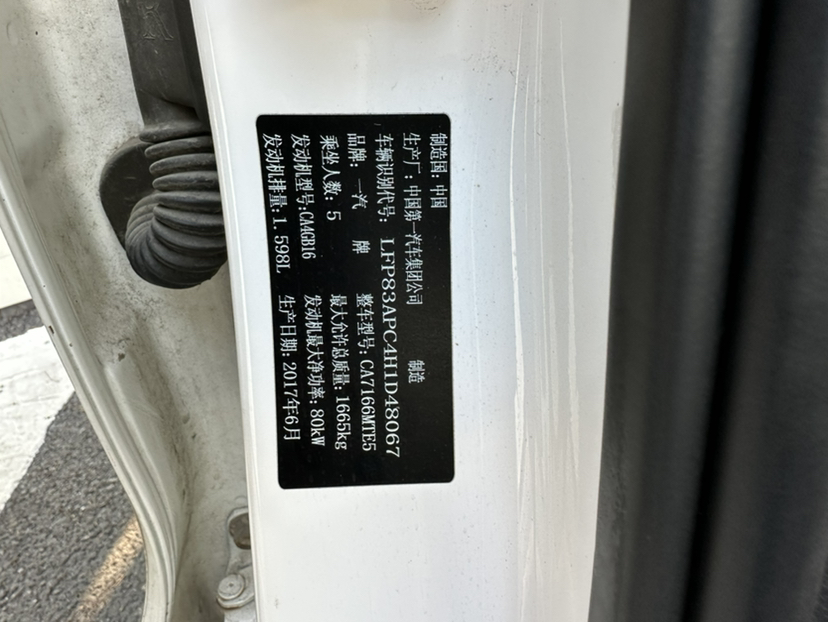 制造国：中国
生产厂：中国第一汽车集团公司 制造
车辆识别代号：LFP83APC4H1D48067
品牌：一汽 牌 整车型号：CA7166MTE5
乘坐人数：5 最大允许总质量：1665kg
发动机型号：CA4GB16 发动机最大净功率：80kW
发动机排量：1.598L 生产日期：2017年6月